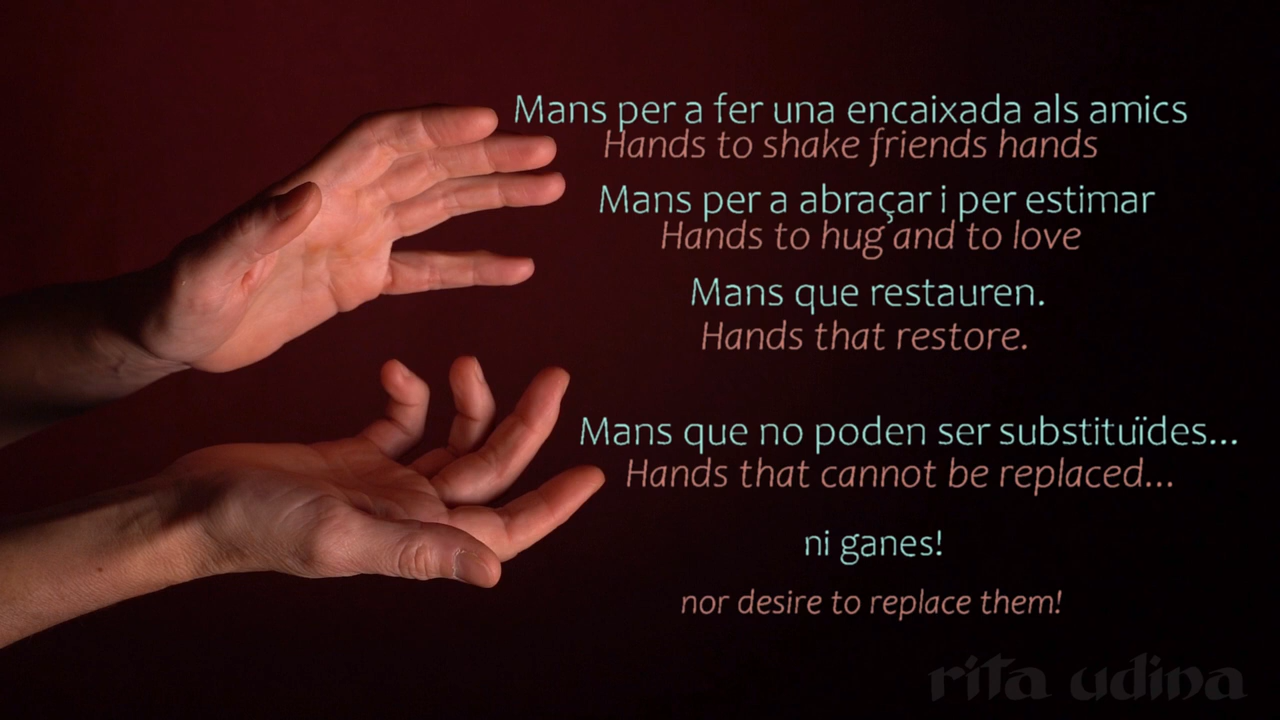 Mans per a fer una encaixada als amics
Hands to shake friends hands
Mans per a abraçar i per estimar
Hands to hug and to love
Mans que restauren.
Hands that restore.
Mans que no poden ser substituïdes...
Hands that cannot be replaced...
ni ganes!
nor desire to replace them!
rita udina